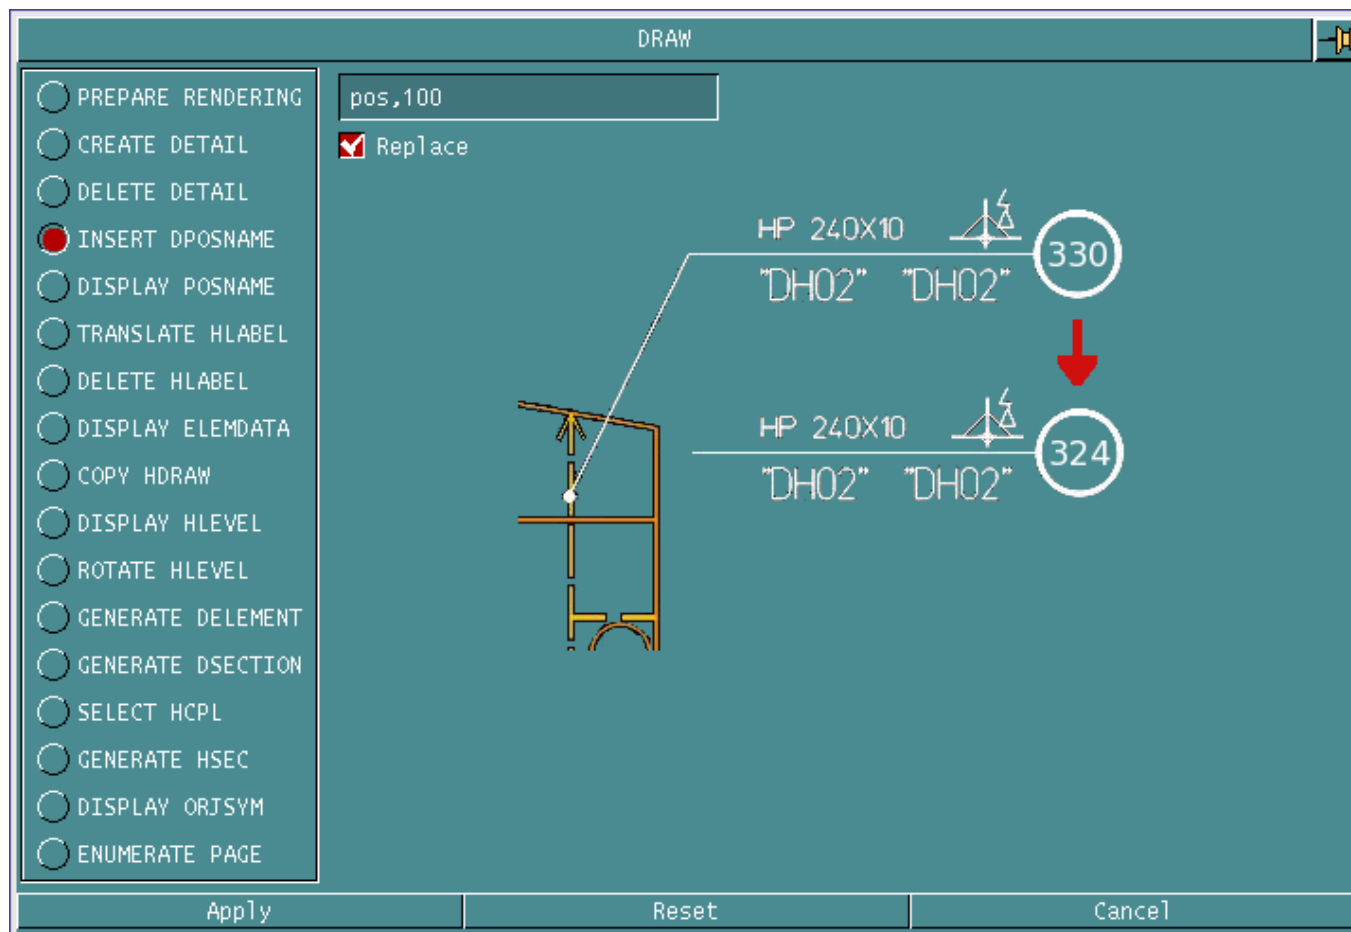 DRAW
PREPARE RENDERING
CREATE DETAIL
DELETE DETAIL
INSERT DPOSNAME
DISPLAY POSNAME
TRANSLATE HLABEL
DELETE HLABEL
DISPLAY ELEMDATA
COPY HDRAW
DISPLAY HLEVEL
ROTATE HLEVEL
GENERATE DELEMENT
GENERATE DSECTION
SELECT HCPL
GENERATE HSEC
DISPLAY ORISYM
ENUMERATE PAGE
pos,100
Replace
HP 240X10
330
"DH02" "DH02"
HP 240X10
324
"DH02" "DH02"
Apply Reset Cancel